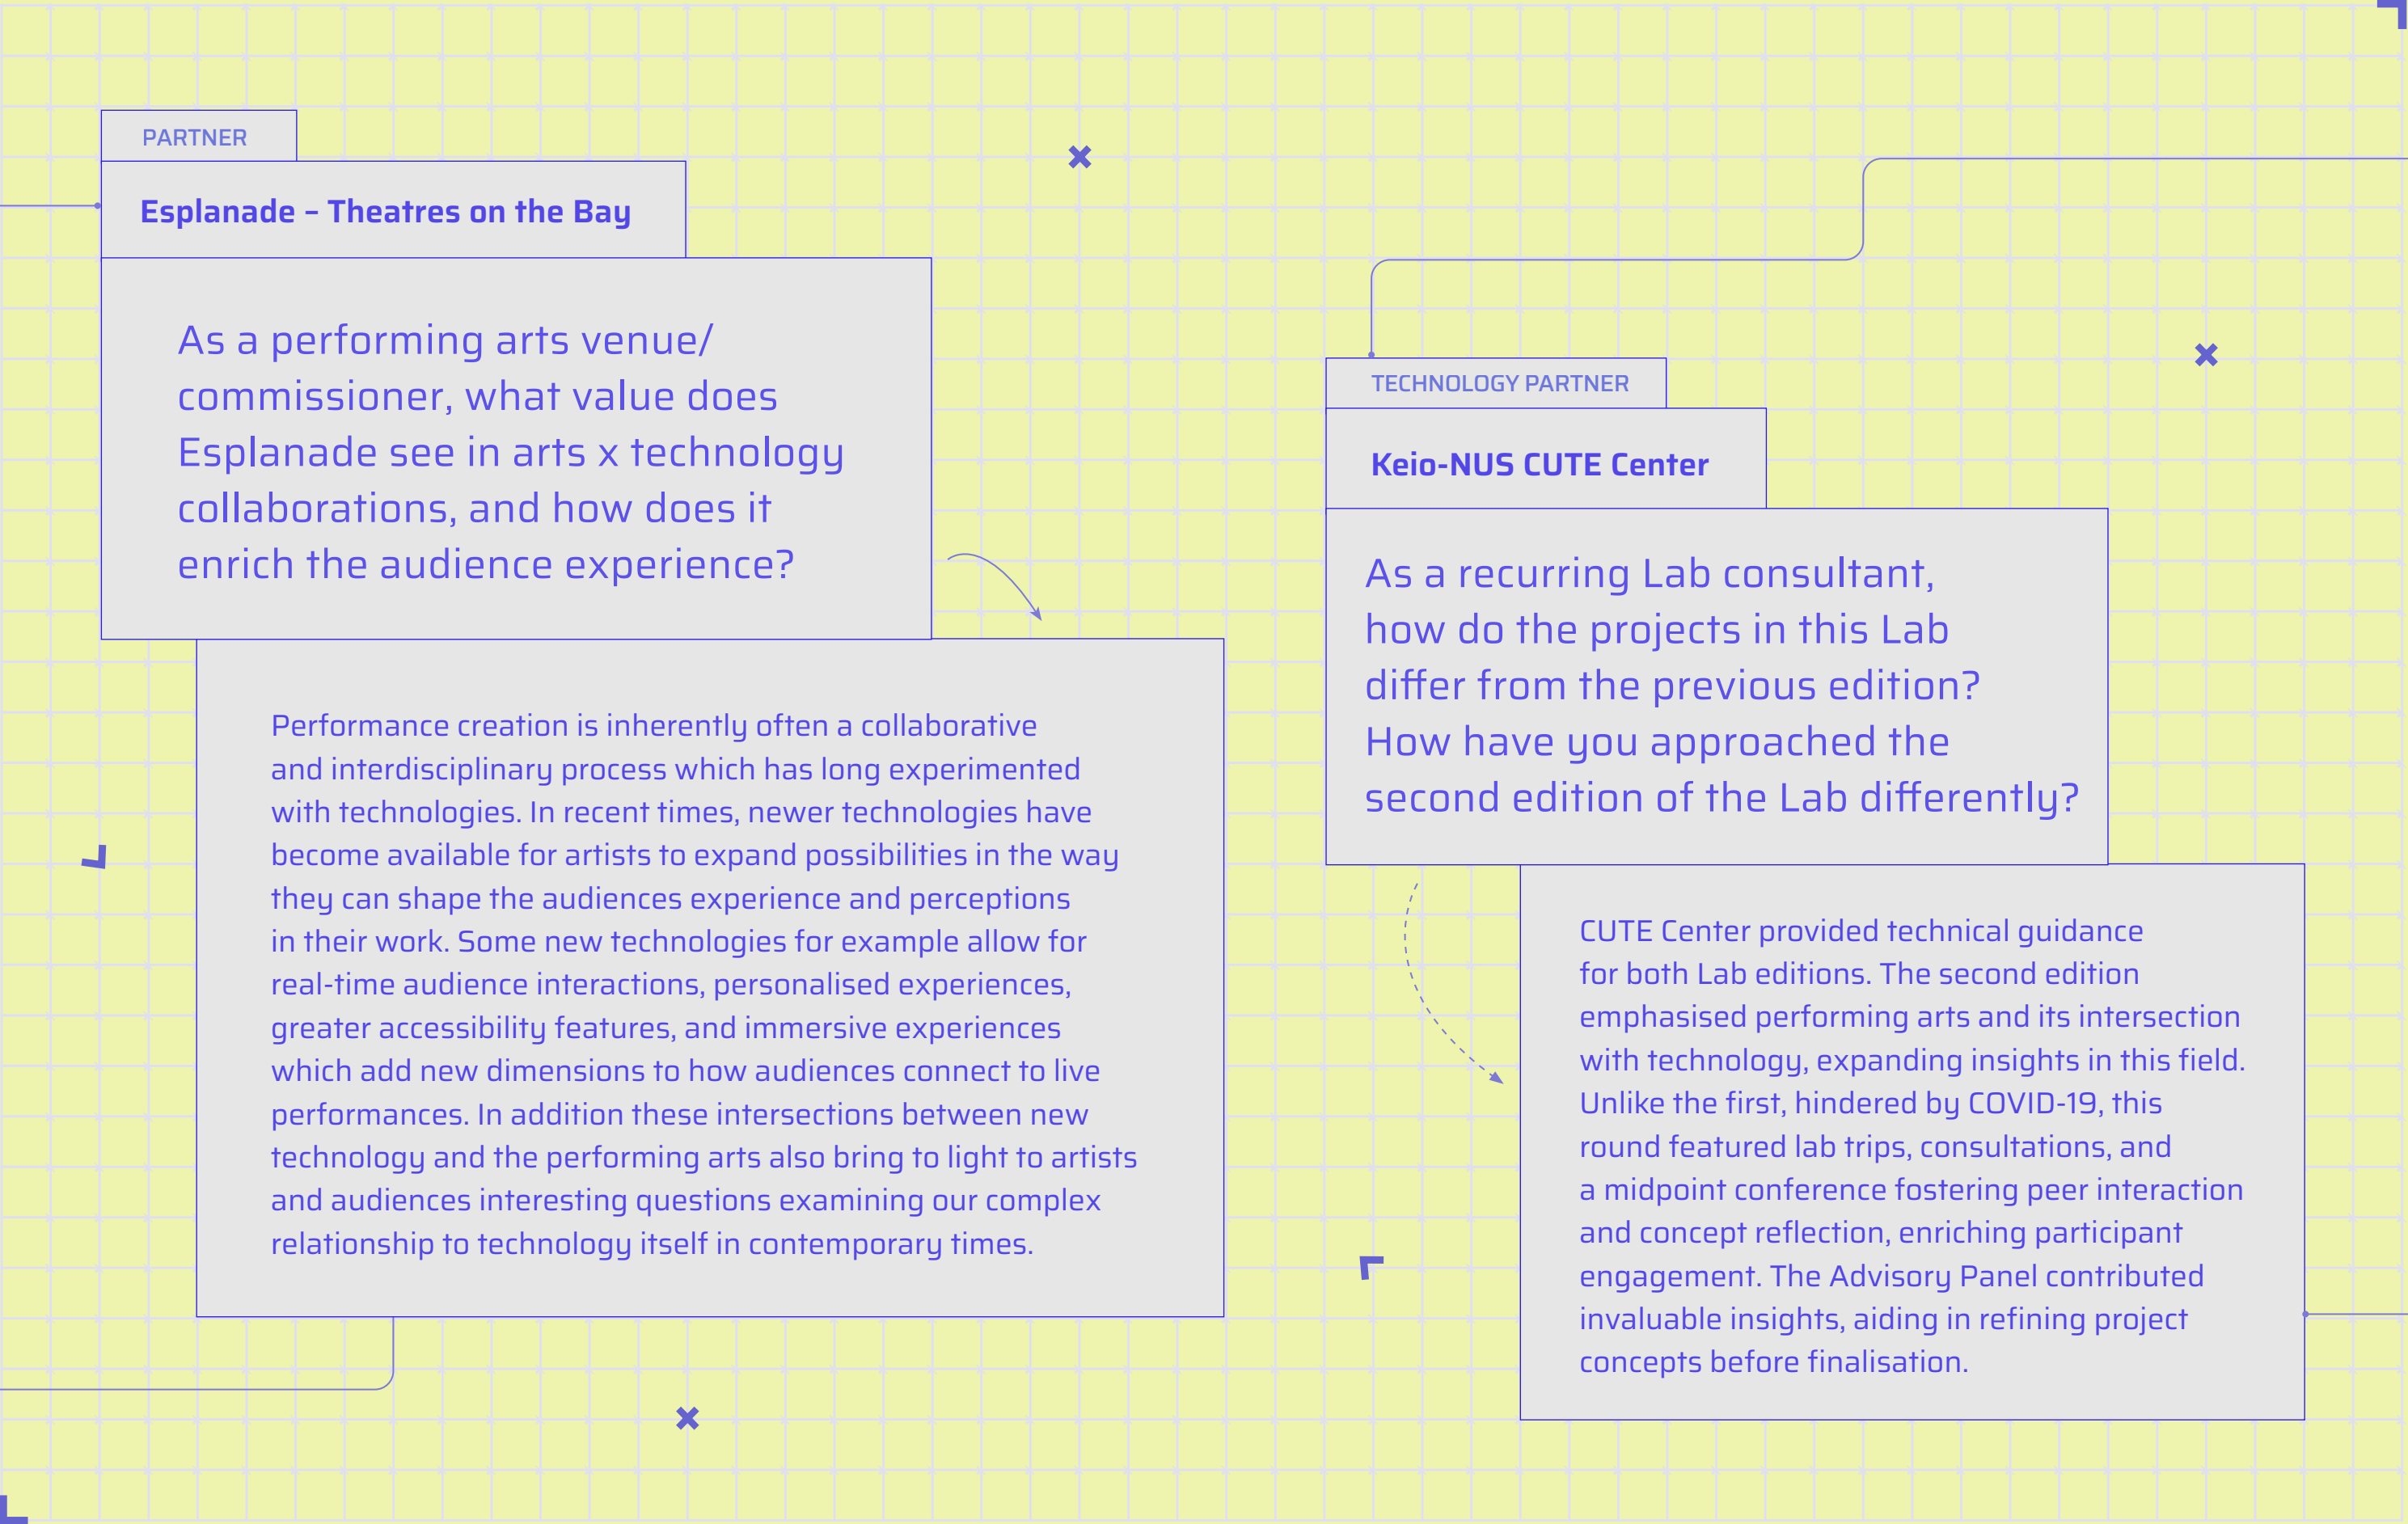 PARTNER
Esplanade – Theatres on the Bay
As a performing arts venue/
commissioner, what value does
Esplanade see in arts x technology
collaborations, and how does it
enrich the audience experience?
Performance creation is inherently often a collaborative
and interdisciplinary process which has long experimented
with technologies. In recent times, newer technologies have
become available for artists to expand possibilities in the way
they can shape the audiences experience and perceptions
in their work. Some new technologies for example allow for
real-time audience interactions, personalised experiences,
greater accessibility features, and immersive experiences
which add new dimensions to how audiences connect to live
performances. In addition these intersections between new
technology and the performing arts also bring to light to artists
and audiences interesting questions examining our complex
relationship to technology itself in contemporary times.
TECHNOLOGY PARTNER
Keio-NUS CUTE Center
As a recurring Lab consultant,
how do the projects in this Lab
differ from the previous edition?
How have you approached the
second edition of the Lab differently?
CUTE Center provided technical guidance
for both Lab editions. The second edition
emphasised performing arts and its intersection
with technology, expanding insights in this field.
Unlike the first, hindered by COVID-19, this
round featured lab trips, consultations, and
a midpoint conference fostering peer interaction
and concept reflection, enriching participant
engagement. The Advisory Panel contributed
invaluable insights, aiding in refining project
concepts before finalisation.